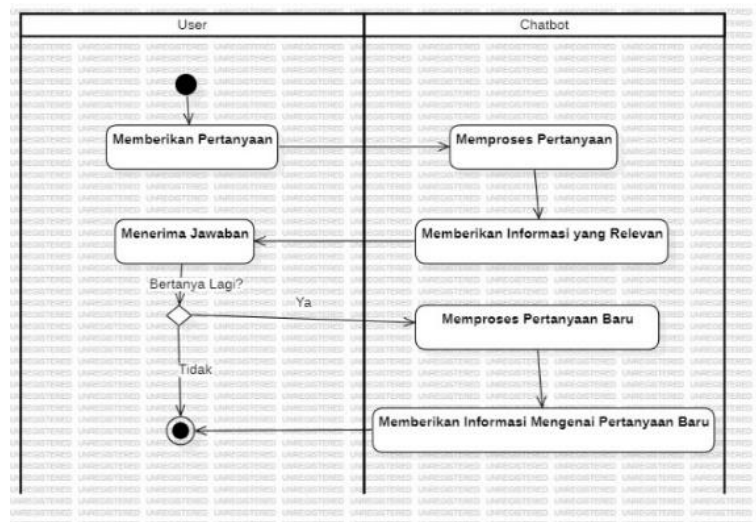 User
Chatbot
Memberikan Pertanyaan
Memproses Pertanyaan
Menerima Jawaban
Memberikan Informasi yang Relevan
Bertanya Lagi?
Ya
Memproses Pertanyaan Baru
Tidak
Memberikan Informasi Mengenai Pertanyaan Baru
UNREGISTERED